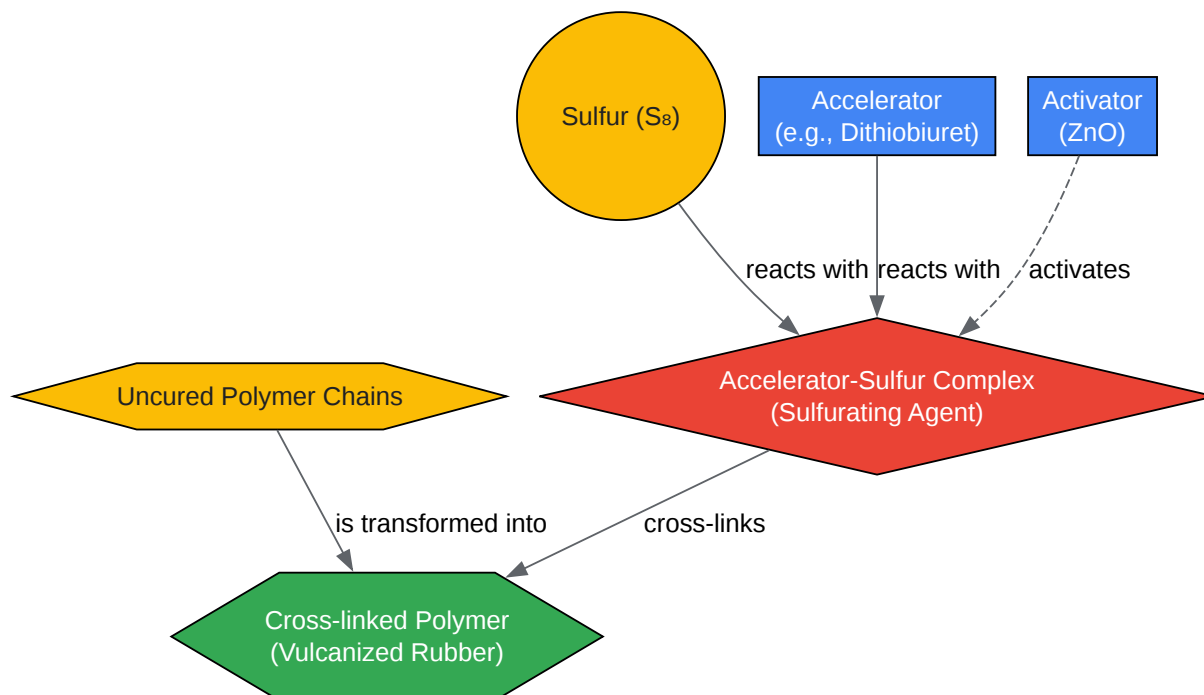 Sulfur (S₈)
Accelerator
(e.g., Dithiobiuret)
Activator
(ZnO)
reacts with
reacts with
activates
Uncured Polymer Chains
Accelerator-Sulfur Complex
(Sulfurating Agent)
is transformed into
cross-links
Cross-linked Polymer
(Vulcanized Rubber)